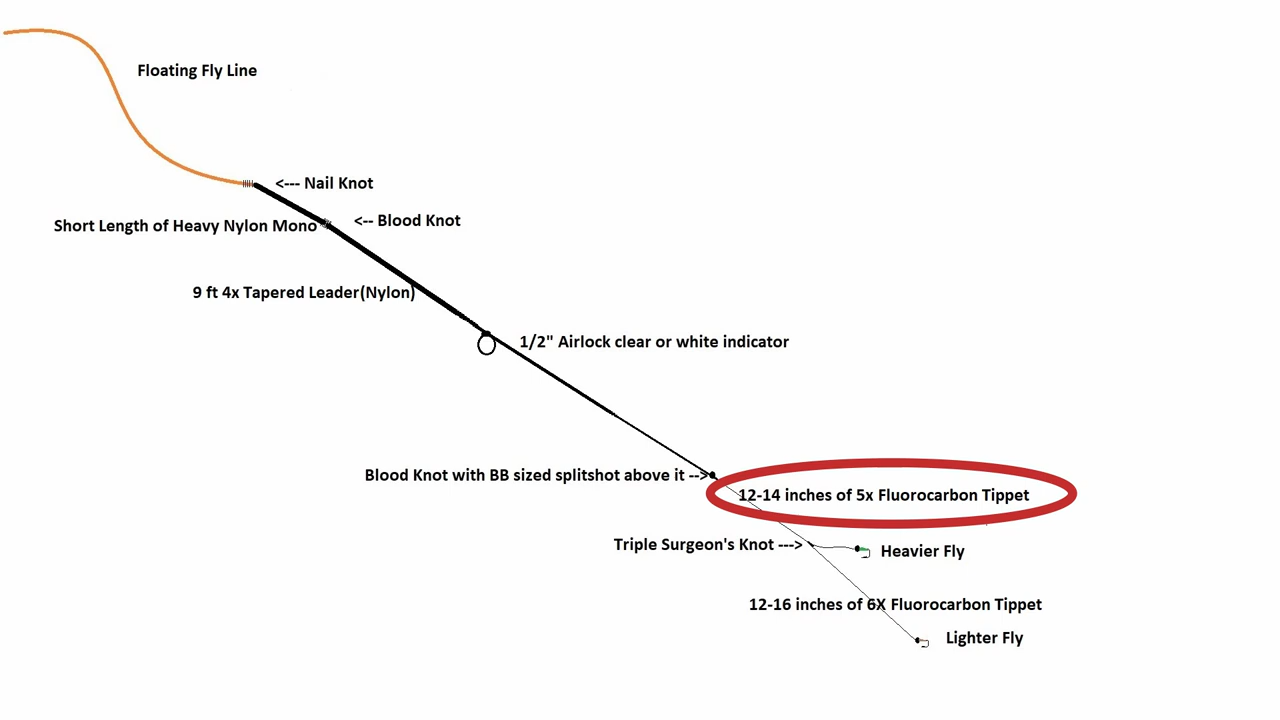 Floating Fly Line
<--- Nail Knot
<-- Blood Knot
Short Length of Heavy Nylon Mono
9 ft 4x Tapered Leader(Nylon)
1/2" Airlock clear or white indicator
Blood Knot with BB sized splitshot above it -->
12-14 inches of 5x Fluorocarbon Tippet
Triple Surgeon's Knot --->
Heavier Fly
12-16 inches of 6X Fluorocarbon Tippet
Lighter Fly